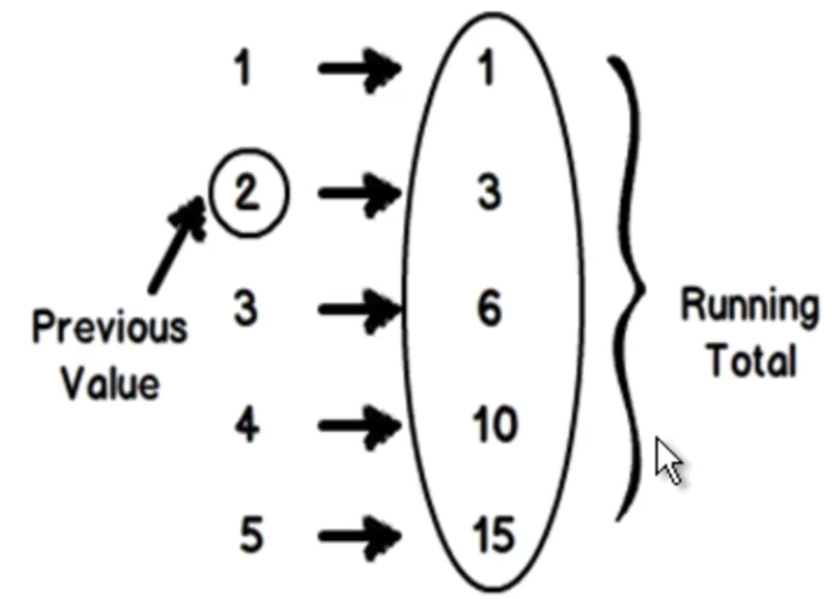 1 1
2 3
3 6
Previous
Value
Running
Total
4 10
5 15